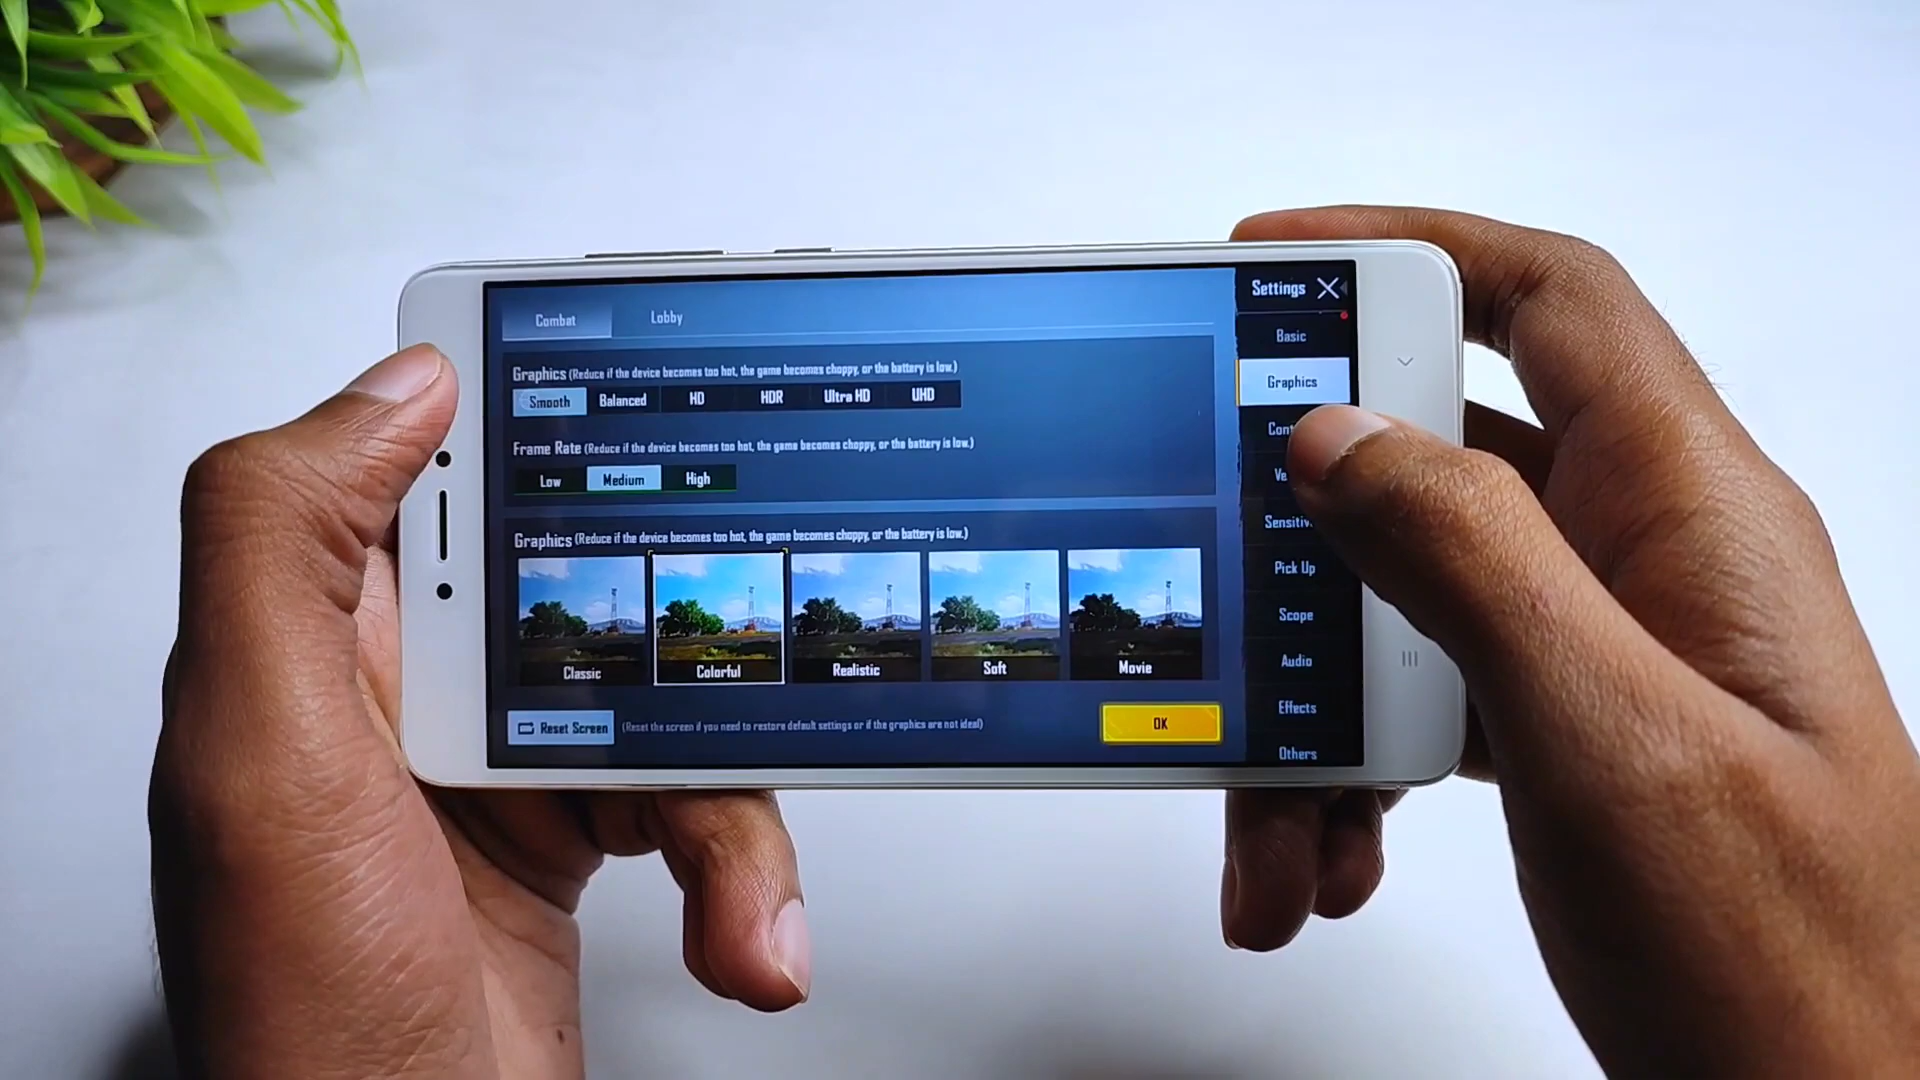 Combat Lobby
Graphics (Reduce if the device becomes too hot, the game becomes choppy, or the battery is low.)
Smooth Balanced HD HDR Ultra HD UHD
Frame Rate (Reduce if the device becomes too hot, the game becomes choppy, or the battery is low.)
Low Medium High
Graphics (Reduce if the device becomes too hot, the game becomes choppy, or the battery is low.)
Classic Colorful Realistic Soft Movie
Reset Screen (Reset the screen if you need to restore default settings or if the graphics are not ideal)
OK
Settings
Basic
Graphics
Pick Up
Scope
Audio
Effects
Others